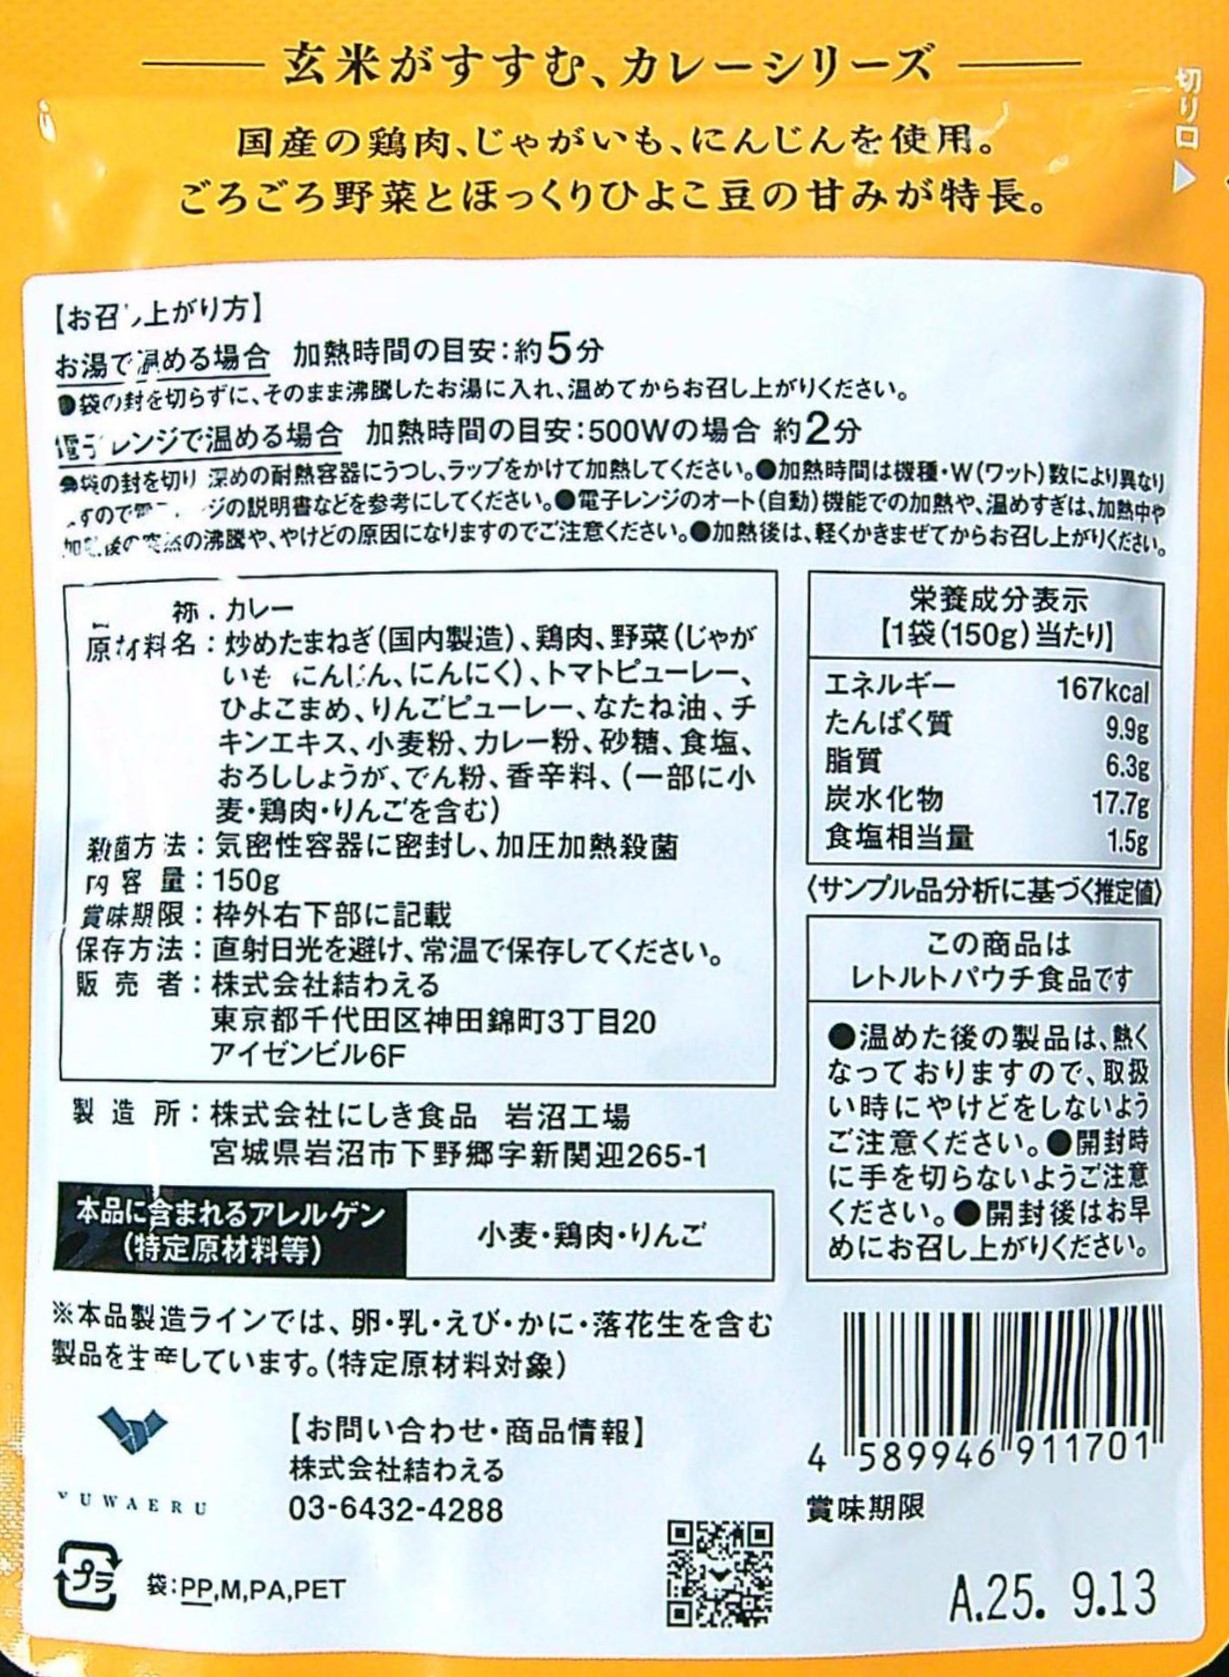 玄米がすすむ、カレーシリーズ
国産の鶏肉、じゃがいも、にんじんを使用。
ごろごろ野菜とほっくりひよこ豆の甘みが特長。
切り口
【お召し上がり方】
お湯で温める場合 加熱時間の目安:約5分
●袋の封を切らずに、そのまま沸騰したお湯に入れ、温めてからお召し上がりください。
電子レンジで温める場合 加熱時間の目安:500Wの場合 約2分
●袋の封を切り 深めの耐熱容器にうつし、ラップをかけて加熱してください。●加熱時間は機種・W(ワット)数により異なり
ますので ジの説明書などを参考にしてください。●電子レンジのオート(自動)機能での加熱や、温めすぎは、加熱中や
加熱後の突然の沸騰や、やけどの原因になりますのでご注意ください。●加熱後は、軽くかきまぜてからお召し上がりください。
称:カレー
原材料名:炒めたまねぎ(国内製造)、鶏肉、野菜(じゃが
いも にんじん、にんにく)、トマトピューレー、
ひよこまめ、りんごピューレー、なたね油、チ
キンエキス、小麦粉、カレー粉、砂糖、食塩、
おろししょうが、でん粉、香辛料、(一部に小
麦・鶏肉・りんごを含む)
殺菌方法:気密性容器に密封し、加圧加熱殺菌
内容量:150g
賞味期限:枠外右下部に記載
保存方法:直射日光を避け、常温で保存してください。
販売者:株式会社結わえる
東京都千代田区神田錦町3丁目20
アイゼンビル6F
製造所:株式会社にしき食品 岩沼工場
宮城県岩沼市下野郷字新関迎265-1
本品に含まれるアレルゲン
(特定原材料等)
小麦・鶏肉・りんご
※本品製造ラインでは、卵・乳・えび・かに・落花生を含む
製品を生産しています。(特定原材料対象)
栄養成分表示
【1袋(150g)当たり】
エネルギー 167kcal
たんぱく質 9.9g
脂質 6.3g
炭水化物 17.7g
食塩相当量 1.5g
〈サンプル品分析に基づく推定値〉
この商品は
レトルトパウチ食品です
●温めた後の製品は、熱く
なっておりますので、取扱
い時にやけどをしないよう
ご注意ください。●開封時
に手を切らないようご注意
ください。●開封後はお早
めにお召し上がりください。
4 589946 911701
賞味期限
A.25. 9.13
YUWAERU
【お問い合わせ・商品情報】
株式会社結わえる
03-6432-4288
プラ
袋:PP,M,PA,PET